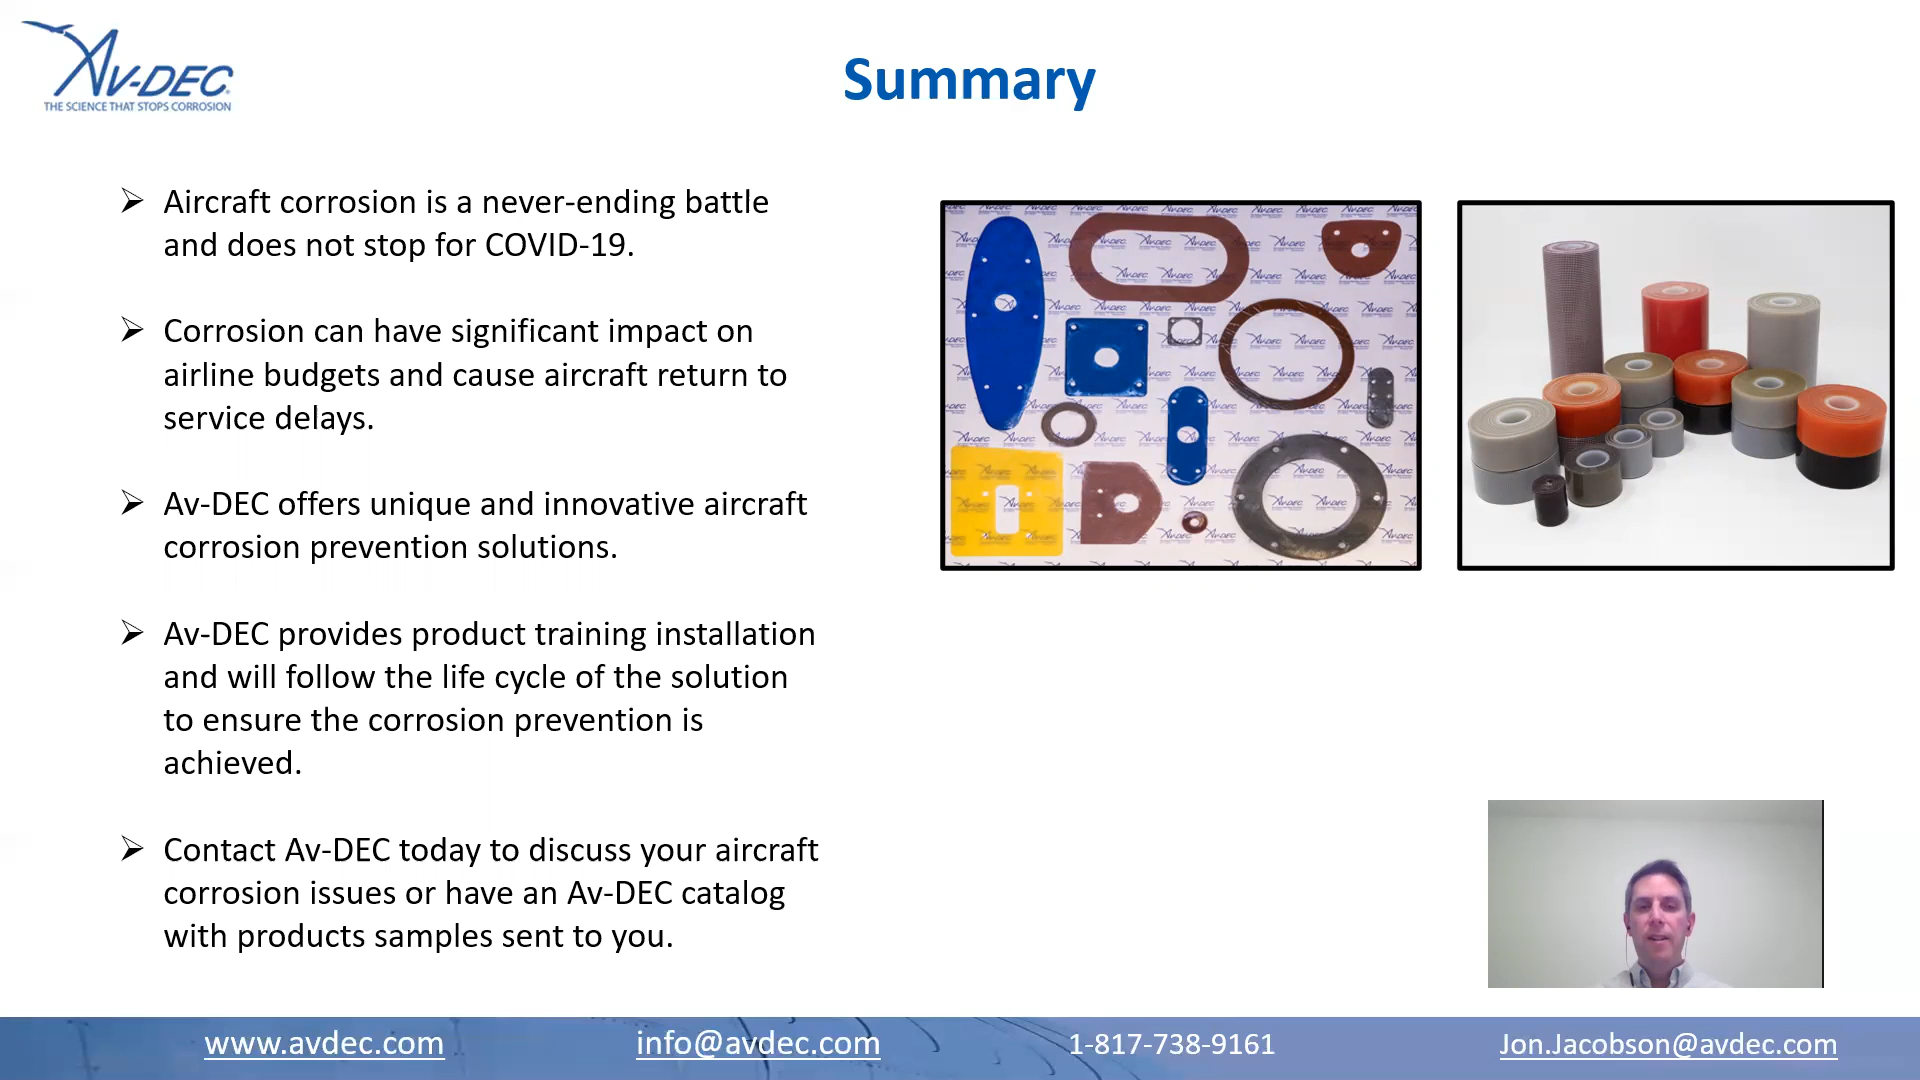 AV-DEC
THE SCIENCE THAT STOPS CORROSION
Summary
➢ Aircraft corrosion is a never-ending battle
and does not stop for COVID-19.
➢ Corrosion can have significant impact on
airline budgets and cause aircraft return to
service delays.
➢ Av-DEC offers unique and innovative aircraft
corrosion prevention solutions.
➢ Av-DEC provides product training installation
and will follow the life cycle of the solution
to ensure the corrosion prevention is
achieved.
➢ Contact Av-DEC today to discuss your aircraft
corrosion issues or have an Av-DEC catalog
with products samples sent to you.
www.avdec.com
info@avdec.com
1-817-738-9161
Jon.Jacobson@avdec.com